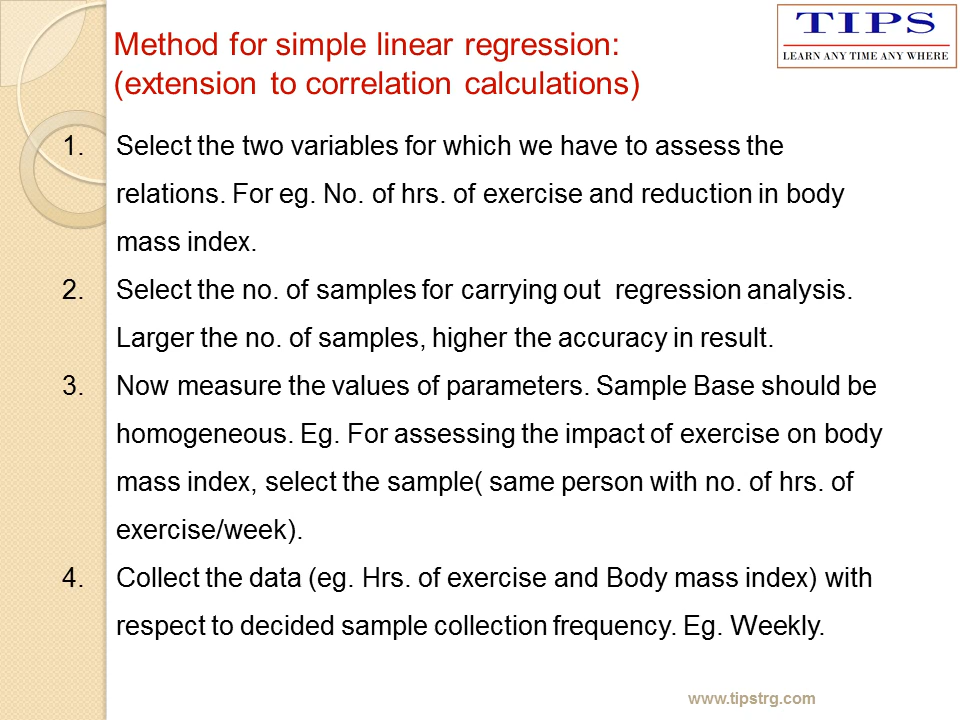 Method for simple linear regression:
(extension to correlation calculations)
TIPS
LEARN ANY TIME ANY WHERE
1. Select the two variables for which we have to assess the
relations. For eg. No. of hrs. of exercise and reduction in body
mass index.
2. Select the no. of samples for carrying out  regression analysis.
Larger the no. of samples, higher the accuracy in result.
3. Now measure the values of parameters. Sample Base should be
homogeneous. Eg. For assessing the impact of exercise on body
mass index, select the sample( same person with no. of hrs. of
exercise/week).
4. Collect the data (eg. Hrs. of exercise and Body mass index) with
respect to decided sample collection frequency. Eg. Weekly.
www.tipstrg.com